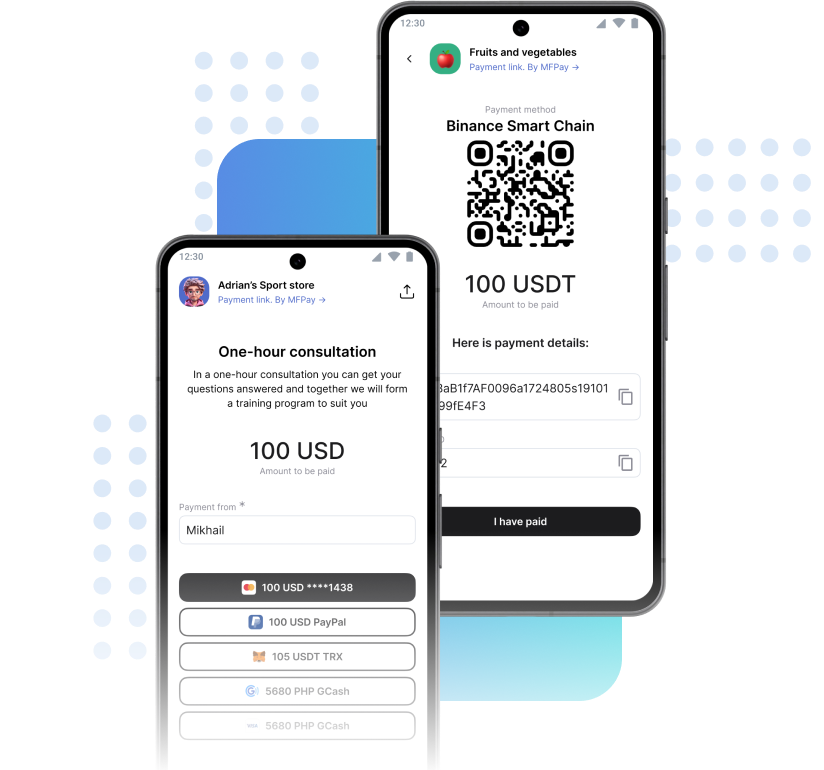 12:30
Fruits and vegetables
Payment link. By MFPay →
Payment method
Binance Smart Chain
100 USDT
Amount to be paid
Here is payment details:
BaB1f7AF0096a1724805s19101
99fE4F3
2
I have paid
12:30
Adrian’s Sport store
Payment link. By MFPay →
One-hour consultation
In a one-hour consultation you can get your
questions answered and together we will form
a training program to suit you
100 USD
Amount to be paid
Payment from *
Mikhail
100 USD ****1438
100 USD PayPal
105 USDT TRX
5680 PHP GCash
VISA 5680 PHP GCash